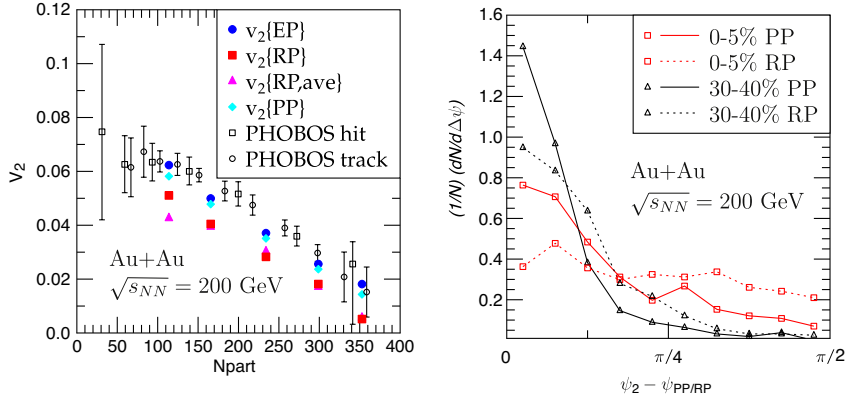 0.12
0.1
0.08
0.06
0.04
0.02
0.0
V2
v2{EP}
v2{RP}
v2{RP,ave}
v2{PP}
PHOBOS hit
PHOBOS track
Au+Au
√sNN = 200 GeV
0 50 100 150 200 250 300 350 400
Npart
1.6
1.4
1.2
1.0
0.8
0.6
0.4
0.2
(1/N) (dN/dΔψ)
0-5% PP
0-5% RP
30-40% PP
30-40% RP
Au+Au
√sNN = 200 GeV
0 π/4 π/2
ψ2 − ψPP/RP